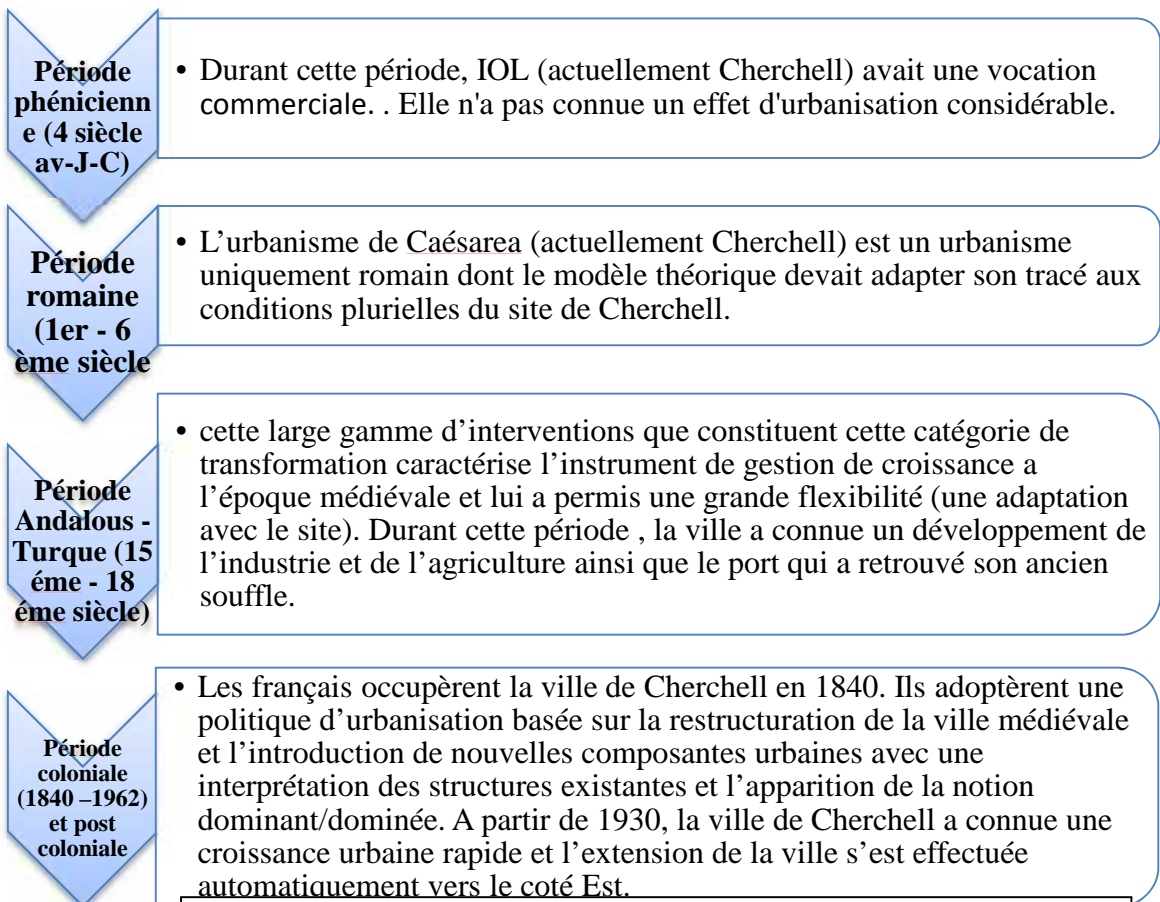 Période
phénicienn
e (4 siècle
av-J-C)
• Durant cette période, IOL (actuellement Cherchell) avait une vocation
commerciale. . Elle n'a pas connue un effet d'urbanisation considérable.
Période
romaine
(1er - 6
ème siècle
• L’urbanisme de Caésarea (actuellement Cherchell) est un urbanisme
uniquement romain dont le modèle théorique devait adapter son tracé aux
conditions plurielles du site de Cherchell.
Période
Andalous -
Turque (15
éme - 18
éme siècle)
• cette large gamme d’interventions que constituent cette catégorie de
transformation caractérise l’instrument de gestion de croissance a
l’époque médiévale et lui a permis une grande flexibilité (une adaptation
avec le site). Durant cette période , la ville a connue un développement de
l’industrie et de l’agriculture ainsi que le port qui a retrouvé son ancien
souffle.
Période
coloniale
(1840 –1962)
et post
coloniale
• Les français occupèrent la ville de Cherchell en 1840. Ils adoptèrent une
politique d’urbanisation basée sur la restructuration de la ville médiévale
et l’introduction de nouvelles composantes urbaines avec une
interprétation des structures existantes et l’apparition de la notion
dominant/dominée. A partir de 1930, la ville de Cherchell a connue une
croissance urbaine rapide et l’extension de la ville s’est effectuée
automatiquement vers le coté Est.